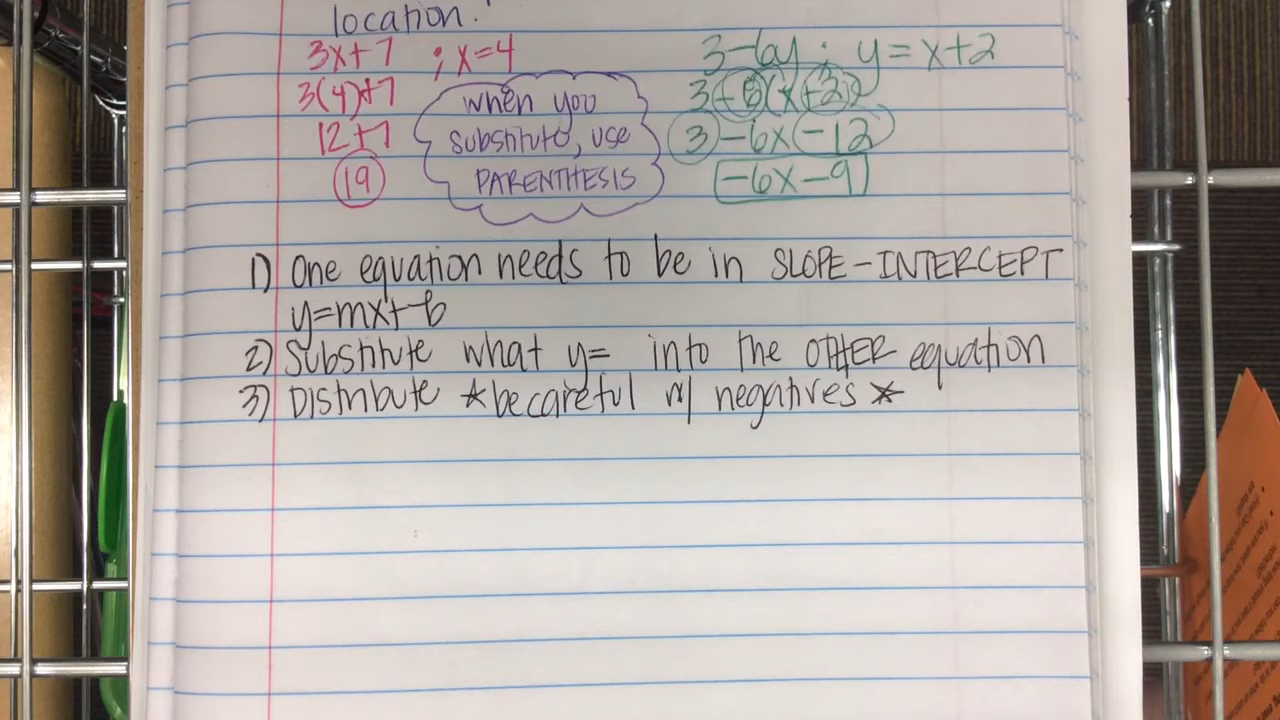 location."
3x+7 ; x=4
3(4)+7
12+7
19
when you
substitute, use
PARENTHESIS
3-6y ; y=x+2
3-6(x+2)
3-6x-12
-6x-9
1) One equation needs to be in SLOPE-INTERCEPT
y=mx+b
2) Substitute what y= into the OTHER equation
3) Distribute *be careful w/ negatives *